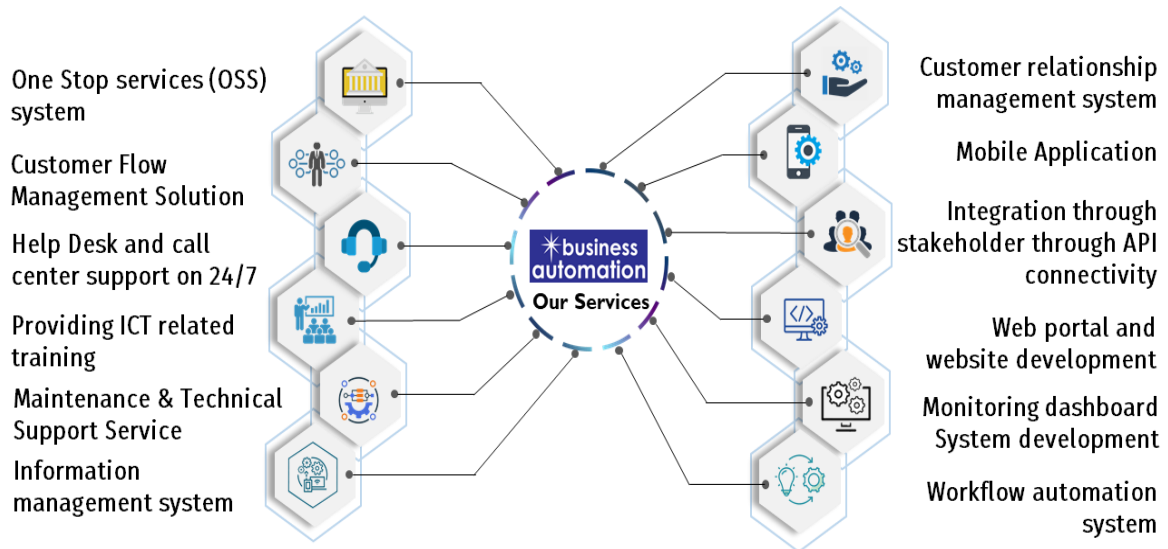 One Stop services (OSS)
system
Customer Flow
Management Solution
Help Desk and call
center support on 24/7
Providing ICT related
training
Maintenance & Technical
Support Service
Information
management system
business
automation
Our Services
Customer relationship
management system
Mobile Application
Integration through
stakeholder through API
connectivity
Web portal and
website development
Monitoring dashboard
System development
Workflow automation
system